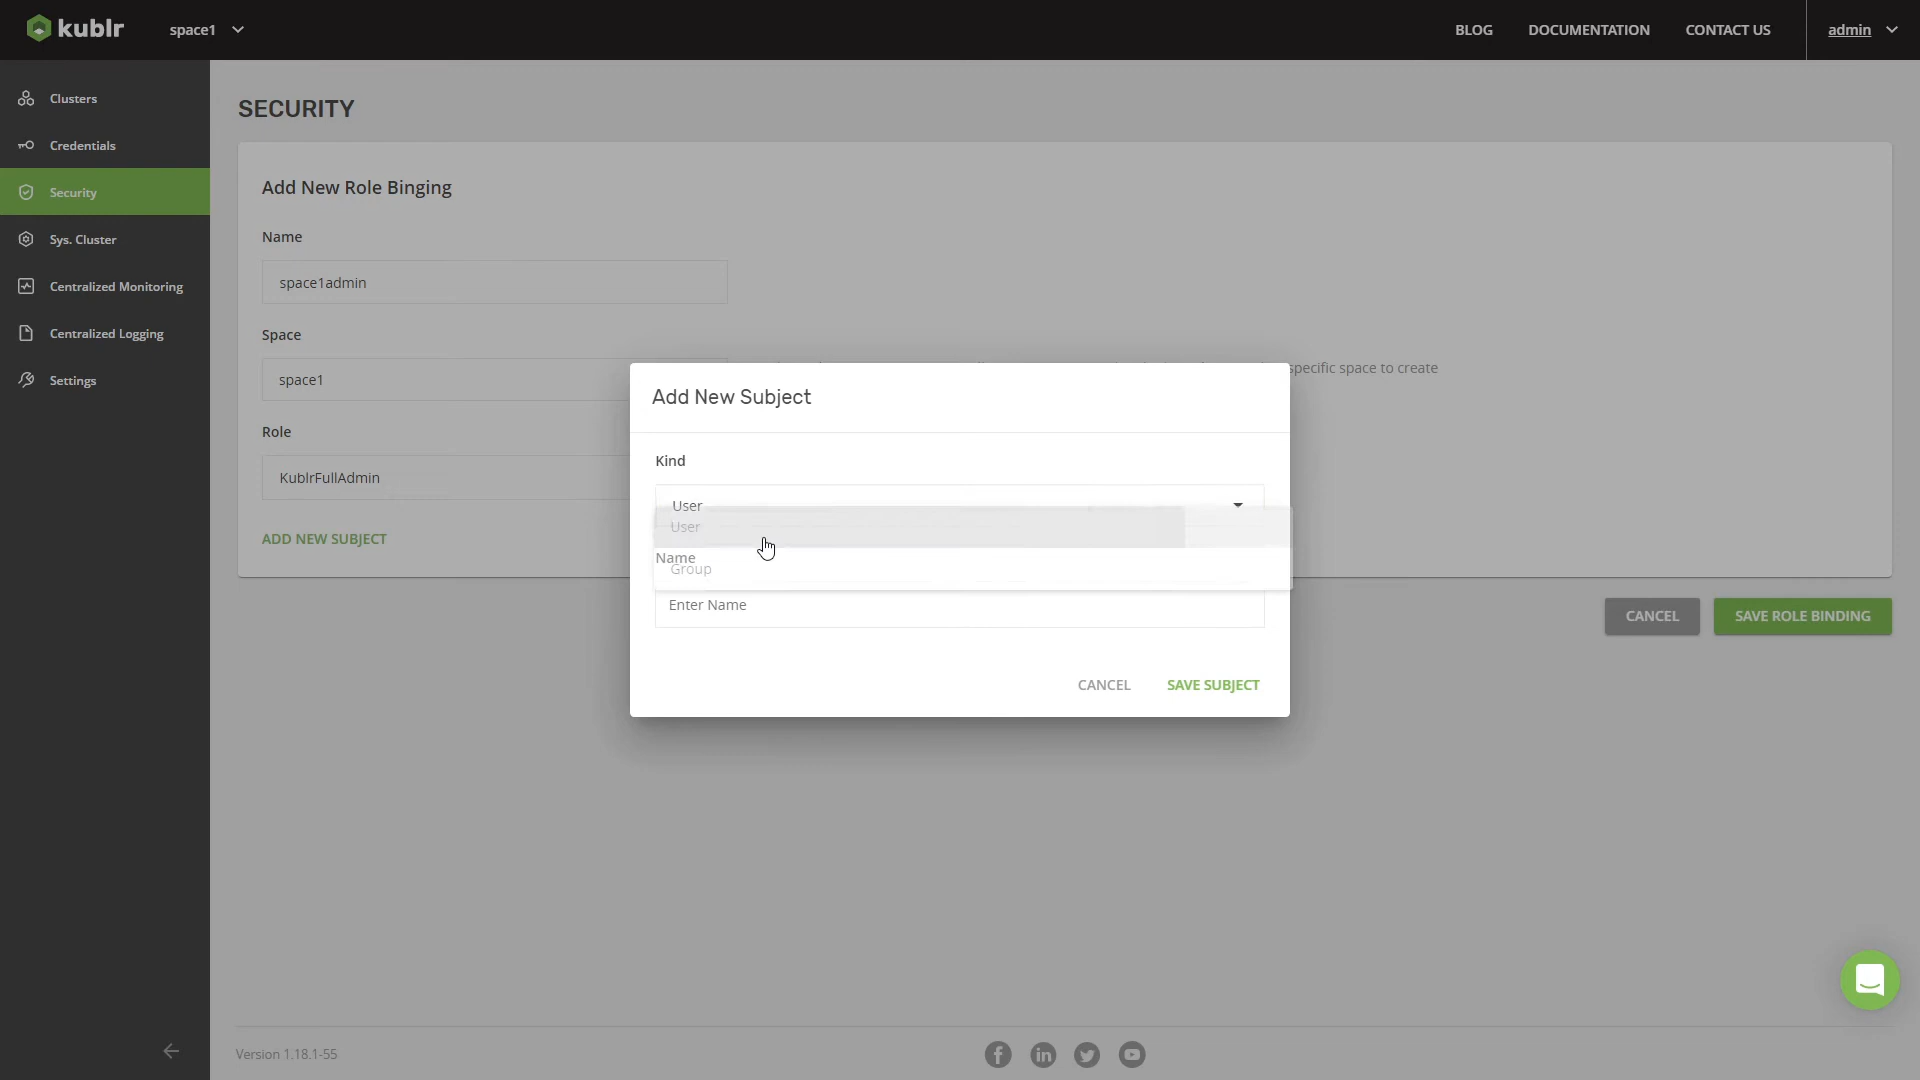 kublr
space1
BLOG
DOCUMENTATION
CONTACT US
admin
Clusters
Credentials
Security
Sys. Cluster
Centralized Monitoring
Centralized Logging
Settings
SECURITY
Add New Role Binging
Name
space1admin
Space
space1
specific space to create
Role
KublrFullAdmin
ADD NEW SUBJECT
Add New Subject
Kind
User
User
Name
Group
Enter Name
CANCEL
SAVE SUBJECT
CANCEL
SAVE ROLE BINDING
Version 1.18.1-55